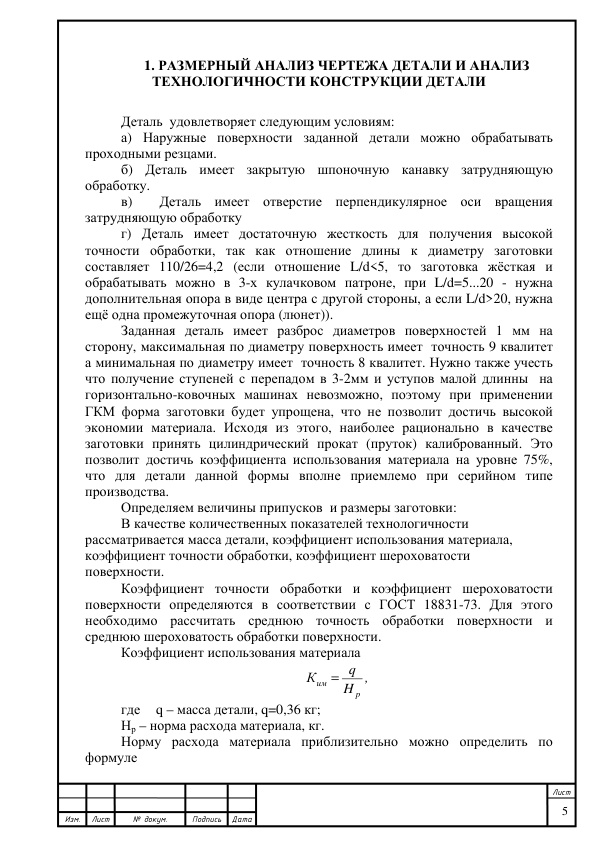 1. РАЗМЕРНЫЙ АНАЛИЗ ЧЕРТЕЖА ДЕТАЛИ И АНАЛИЗ
ТЕХНОЛОГИЧНОСТИ КОНСТРУКЦИИ ДЕТАЛИ
Деталь удовлетворяет следующим условиям:
а) Наружные поверхности заданной детали можно обрабатывать
проходными резцами.
б) Деталь имеет закрытую шпоночную канавку затрудняющую
обработку.
в) Деталь имеет отверстие перпендикулярное оси вращения
затрудняющую обработку
г) Деталь имеет достаточную жесткость для получения высокой
точности обработки, так как отношение длины к диаметру заготовки
составляет 110/26=4,2 (если отношение L/d<5, то заготовка жёсткая и
обрабатывать можно в 3-х кулачковом патроне, при L/d=5...20 - нужна
дополнительная опора в виде центра с другой стороны, а если L/d>20, нужна
ещё одна промежуточная опора (люнет)).
Заданная деталь имеет разброс диаметров поверхностей 1 мм на
сторону, максимальная по диаметру поверхность имеет точность 9 квалитет
а минимальная по диаметру имеет точность 8 квалитет. Нужно также учесть
что получение ступеней с перепадом в 3-2мм и уступов малой длинны на
горизонтально-ковочных машинах невозможно, поэтому при применении
ГКМ форма заготовки будет упрощена, что не позволит достичь высокой
экономии материала. Исходя из этого, наиболее рационально в качестве
заготовки принять цилиндрический прокат (пруток) калиброванный. Это
позволит достичь коэффициента использования материала на уровне 75%,
что для детали данной формы вполне приемлемо при серийном типе
производства.
Определяем величины припусков и размеры заготовки:
В качестве количественных показателей технологичности
рассматривается масса детали, коэффициент использования материала,
коэффициент точности обработки, коэффициент шероховатости
поверхности.
Коэффициент точности обработки и коэффициент шероховатости
поверхности определяются в соответствии с ГОСТ 18831-73. Для этого
необходимо рассчитать среднюю точность обработки поверхности и
среднюю шероховатость обработки поверхности.
Коэффициент использования материала
Kим = q / Hр ,
где q – масса детали, q=0,36 кг;
Нр – норма расхода материала, кг.
Норму расхода материала приблизительно можно определить по
формуле
Лист
5
Изм. Лист № докум. Подпись Дата